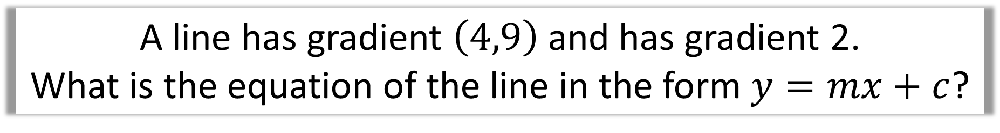 A line has gradient (4,9) and has gradient 2.
What is the equation of the line in the form y = mx + c?